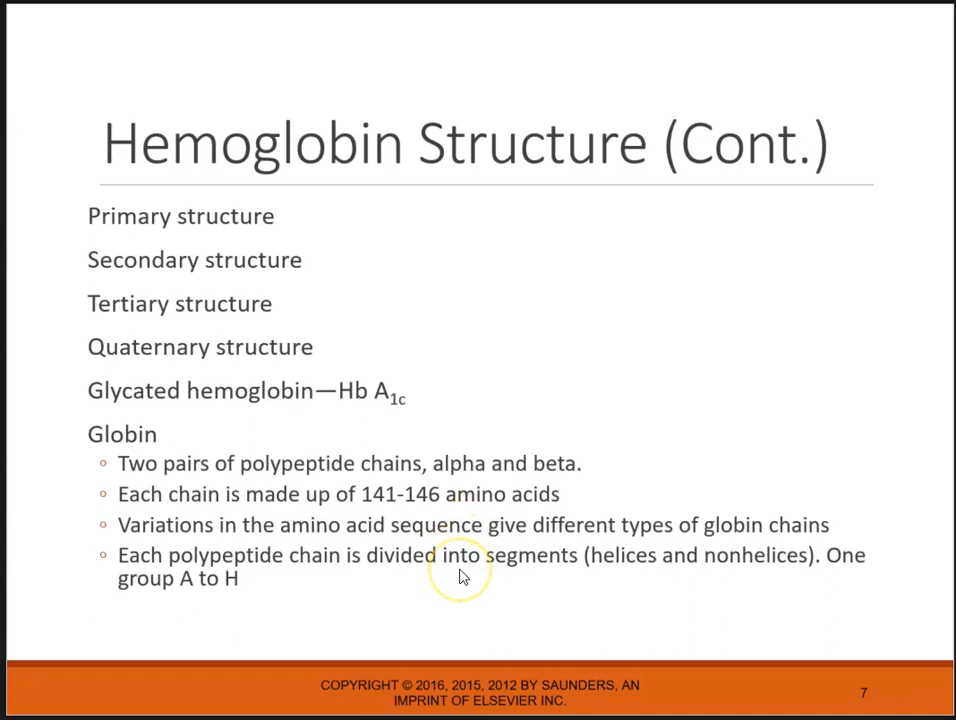 Hemoglobin Structure (Cont.)
Primary structure
Secondary structure
Tertiary structure
Quaternary structure
Glycated hemoglobin—Hb A1c
Globin
◦ Two pairs of polypeptide chains, alpha and beta.
◦ Each chain is made up of 141-146 amino acids
◦ Variations in the amino acid sequence give different types of globin chains
◦ Each polypeptide chain is divided into segments (helices and nonhelices). One
group A to H
COPYRIGHT © 2016, 2015, 2012 BY SAUNDERS, AN
IMPRINT OF ELSEVIER INC.
7